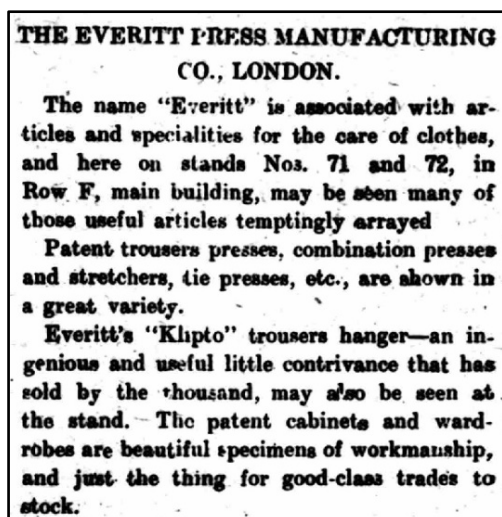 THE EVERITT PRESS MANUFACTURING
CO., LONDON.
The name "Everitt" is associated with ar-
ticles and specialities for the care of clothes,
and here on stands Nos. 71 and 72, in
Row F, main building, may be seen many of
those useful articles temptingly arrayed
Patent trousers presses, combination presses
and stretchers, tie presses, etc., are shown in
a great variety.
Everitt's "Klipto" trousers hanger—an in-
genious and useful little contrivance that has
sold by the thousand, may also be seen at
the stand. The patent cabinets and ward-
robes are beautiful specimens of workmanship,
and just the thing for good-class trades to
stock.